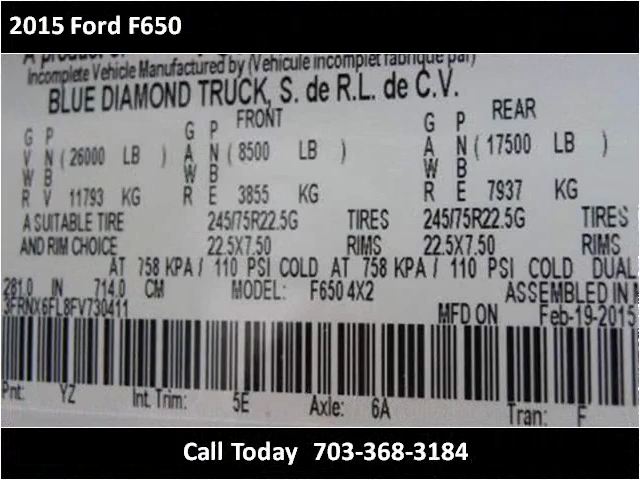 2015 Ford F650
A product of
Incomplete Vehicle Manufactured by (Vehicule incomplet fabrique par)
BLUE DIAMOND TRUCK, S. de R.L. de C.V.
FRONT REAR
G P G P G P
V N ( 26000 LB ) A N ( 8500 LB ) A N ( 17500 LB )
W B W B W B
R V 11793 KG R E 3855 KG R E 7937 KG
A SUITABLE TIRE 245/75R22.5G TIRES 245/75R22.5G TIRES
AND RIM CHOICE 22.5X7.50 RIMS 22.5X7.50 RIMS
AT 758 KPA/ 110 PSI COLD AT 758 KPA/ 110 PSI COLD DUAL
281.0 IN 714.0 CM MODEL: F650 4X2 ASSEMBLED IN M
3FRNX6FL8FV730411 MFD ON Feb-19-2015
Pnt: YZ Int. Trim: 5E Axle: 6A Tran: F
Call Today 703-368-3184